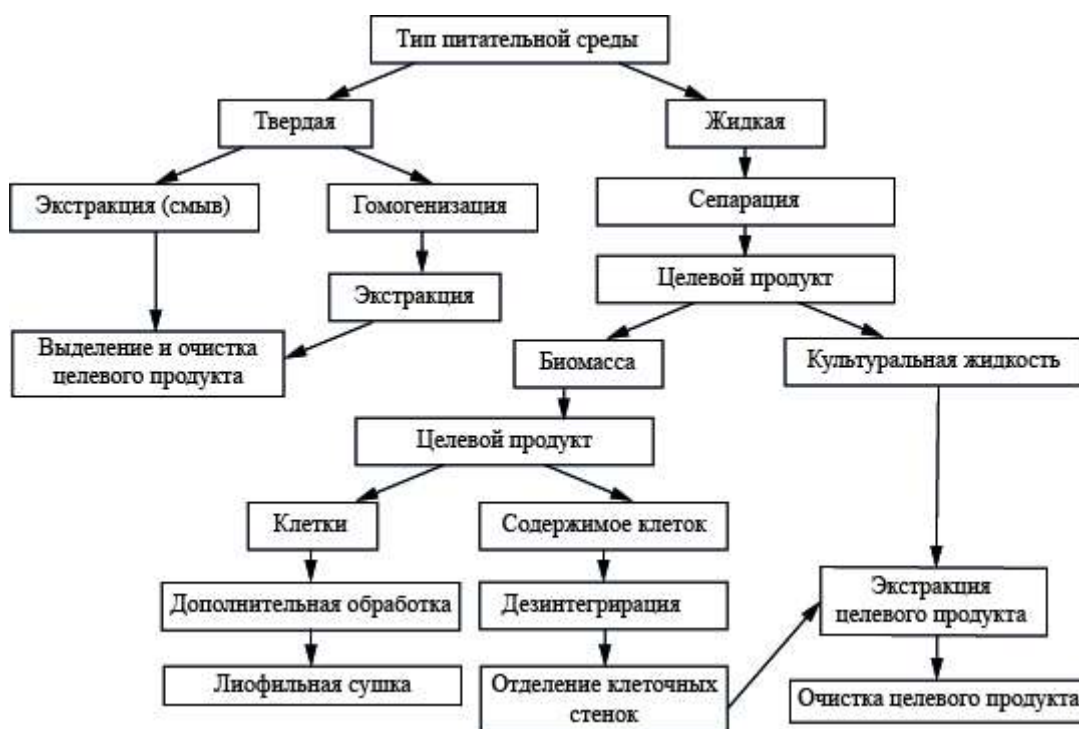 Тип питательной среды
Твердая
Жидкая
Экстракция (смыв)
Гомогенизация
Сепарация
Экстракция
Целевой продукт
Выделение и очистка
целевого продукта
Биомасса
Культуральная жидкость
Целевой продукт
Клетки
Содержимое клеток
Дополнительная обработка
Дезинтегрирация
Экстракция
целевого продукта
Лиофильная сушка
Отделение клеточных
стенок
Очистка целевого продукта